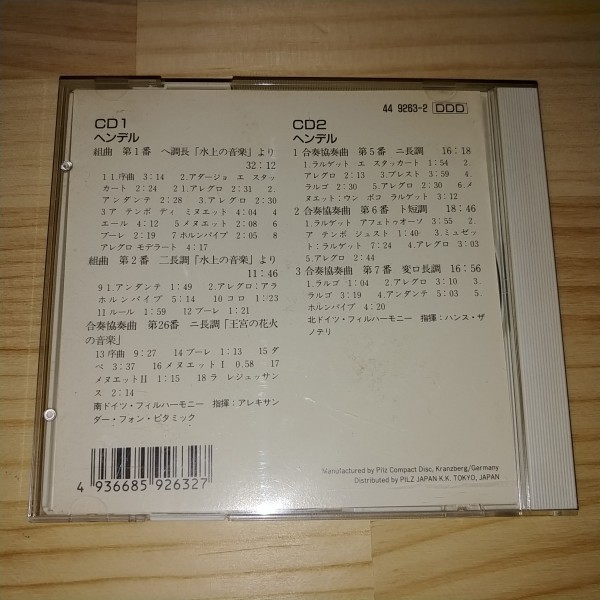 44 9263-2 DDD
CD1
ヘンデル
組曲 第1番 ヘ調長「水上の音楽」より
32:12
1 1.序曲 3:14 2.アダージョ エ スタッ
カート 2:24 2 1.アレグロ 2:31 2.
アンダンテ 2:28 3.アレグロ 2:30
3 ア テンポ ディ ミヌエット 4:04 4
エール 4:12 5 メヌエット 2:08 6
ブーレ 2:19 7 ホルンパイプ 2:05 8
アレグロ モデラート 4:17
組曲 第2番 二長調「水上の音楽」より
11:46
9 1.アンダンテ 1:49 2.アレグロ:アラ
ホルンパイプ 5:14 10 コロ 1:23
11 ルール 1:59 12 ブーレ 1:21
合奏協奏曲 第26番 ニ長調「王宮の花火
の音楽」
13 序曲 9:27 14 ブーレ 1:13 15 ラ
ペ 3:37 16 メヌエット I 0.58 17
メヌエット II 1:15 18 ラ レジュッサン
ス 2:14
南ドイツ・フィルハーモニー 指揮:アレキサン
ダー・フォン・ピタミック
4 936685 926327
CD2
ヘンデル
1 合奏協奏曲 第5番 ニ長調 16:18
1.ラルゲット エ スタッカート 1:54 2.ア
レグロ 2:13 3.プレスト 3:59 4.
ラルゴ 2:30 5.アレグロ 2:30 6.メ
ヌエット:ウン ポコ ラルゲット 3:12
2 合奏協奏曲 第6番 ト短調 18:46
1.ラルゲット アフェトゥオーソ 3:55 2.
ア テンポ ジュスト 1:40 3.ミュゼッ
ト:ラルゲット 7:24 4.アレグロ 3:03
5.アレグロ 2:44
3 合奏協奏曲 第7番 変ロ長調 16:56
1.ラルゴ 1:04 2.アレグロ 3:10 3.
ラルゴ 3:19 4.アンダンテ 5:03 5.
ホルンパイプ 4:20
北ドイツ・フィルハーモニー 指揮:ハンス・ザ
ノテリ
Manufactured by Pilz Compact Disc, Kranzberg/Germany
Distributed by PILZ JAPAN K.K. TOKYO, JAPAN